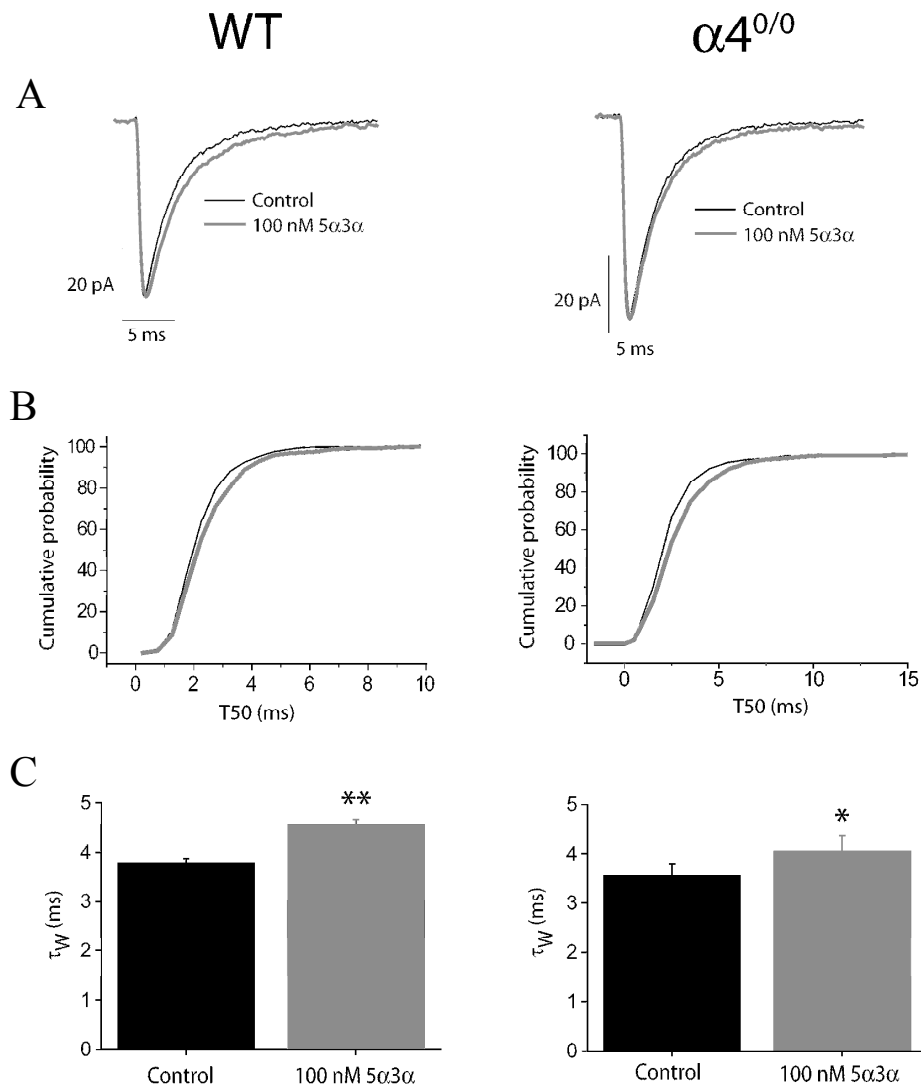 WT
α4⁰/⁰
A
Control
100 nM 5α3α
20 pA
5 ms
Control
100 nM 5α3α
20 pA
5 ms
B
Cumulative probability
100
80
60
40
20
0
0 2 4 6 8 10
T50 (ms)
Cumulative probability
100
80
60
40
20
0
0 5 10 15
T50 (ms)
C
τW (ms)
5
4
3
2
1
0
**
Control 100 nM 5α3α
τW (ms)
5
4
3
2
1
0
*
Control 100 nM 5α3α